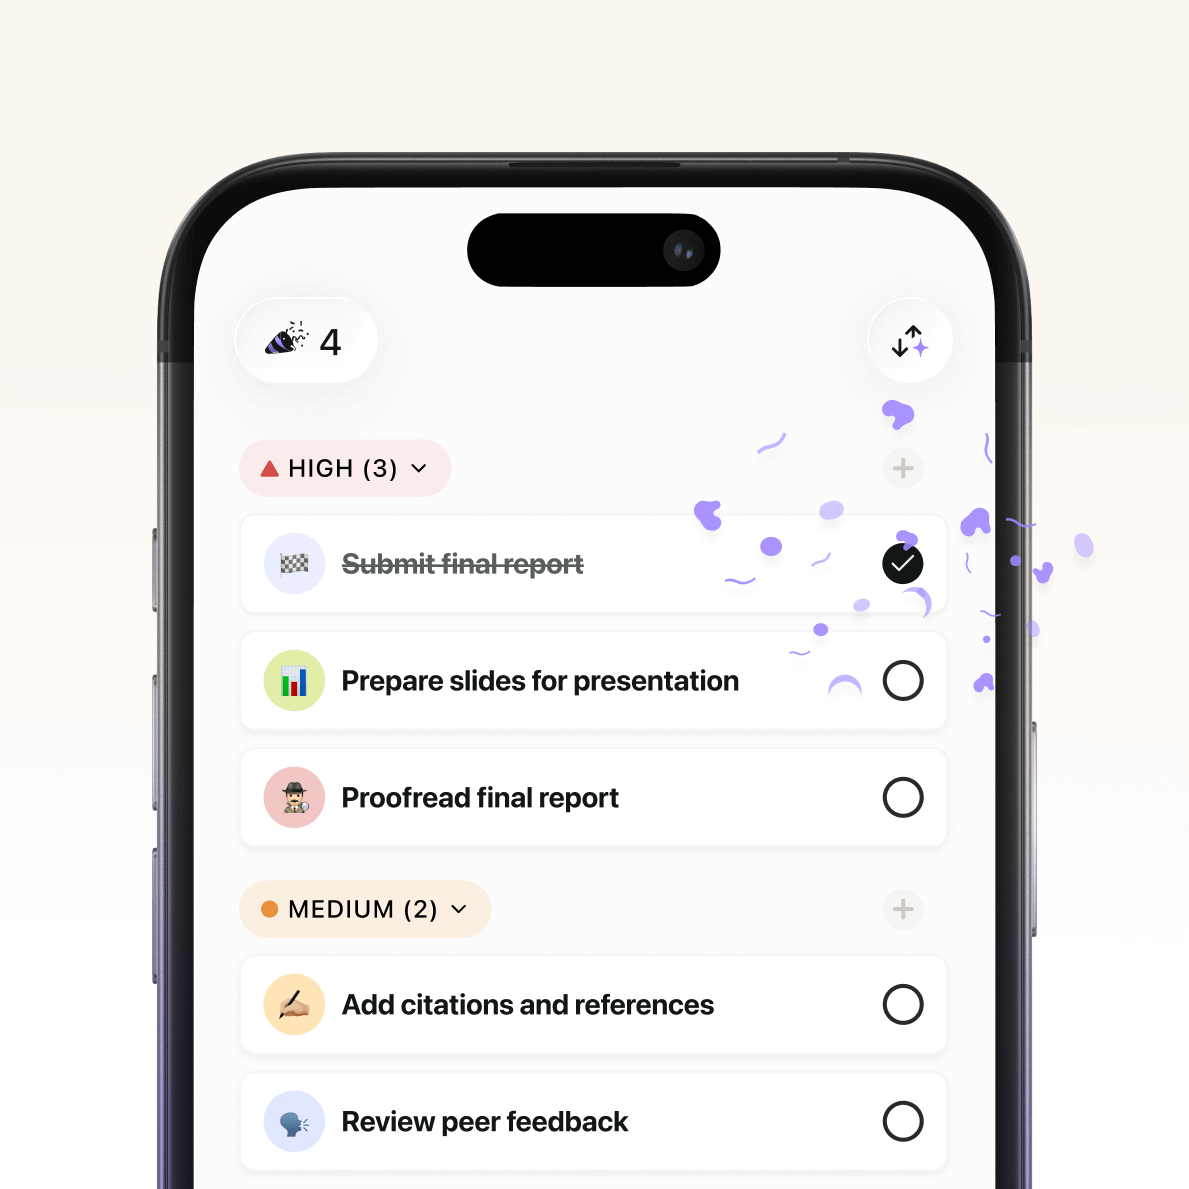 4
HIGH (3)
Submit final report
Prepare slides for presentation
Proofread final report
MEDIUM (2)
Add citations and references
Review peer feedback